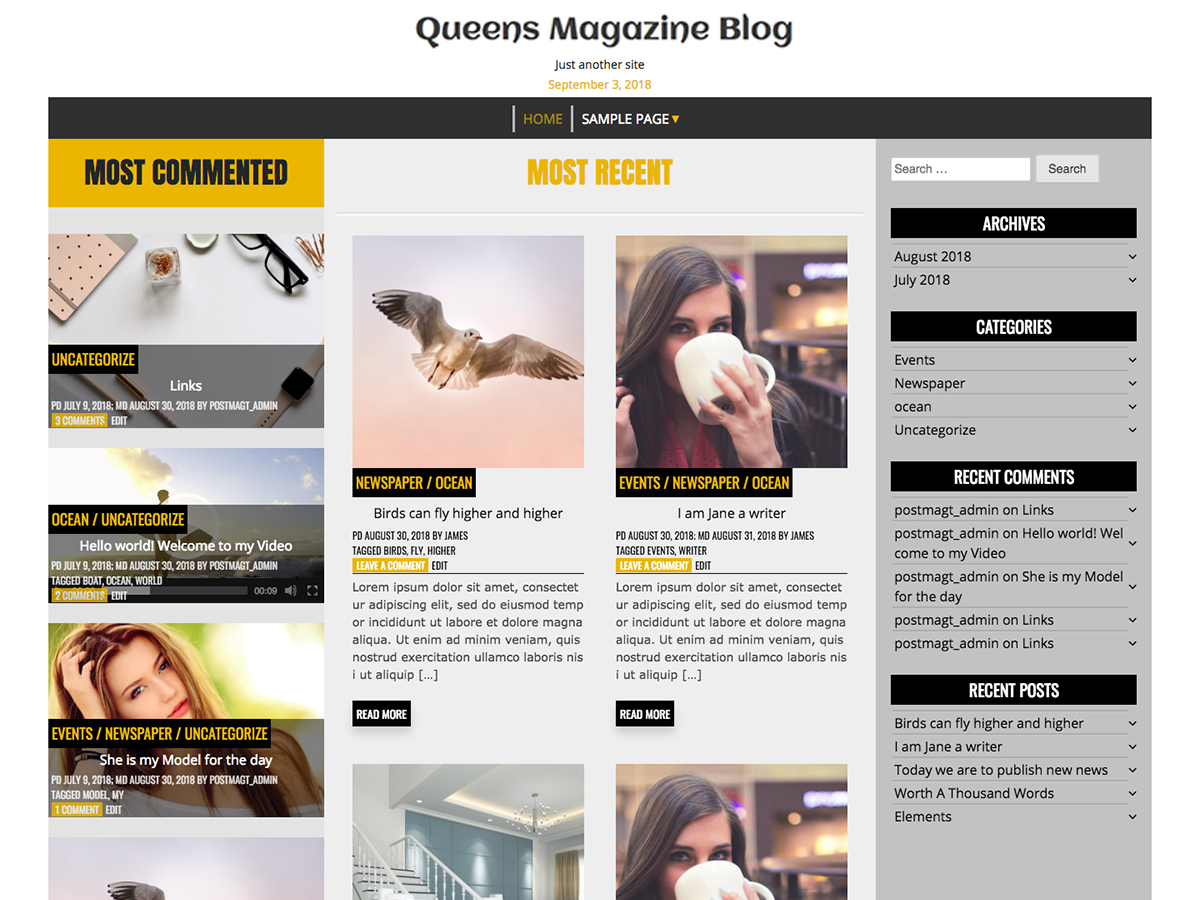 Queens Magazine Blog
Just another site
September 3, 2018
HOME
SAMPLE PAGE▼
MOST COMMENTED
UNCATEGORIZE
Links
PD JULY 9, 2018; MD AUGUST 30, 2018 BY POSTMAGT_ADMIN
3 COMMENTS EDIT
OCEAN / UNCATEGORIZE
Hello world! Welcome to my Video
PD JULY 9, 2018; MD AUGUST 30, 2018 BY POSTMAGT_ADMIN
TAGGED BOAT, OCEAN, WORLD
2 COMMENTS EDIT
00:09
EVENTS / NEWSPAPER / UNCATEGORIZE
She is my Model for the day
PD JULY 9, 2018; MD AUGUST 30, 2018 BY POSTMAGT_ADMIN
TAGGED MODEL, MY
1 COMMENT EDIT
MOST RECENT
NEWSPAPER / OCEAN
Birds can fly higher and higher
PD AUGUST 30, 2018 BY JAMES
TAGGED BIRDS, FLY, HIGHER
LEAVE A COMMENT EDIT
Lorem ipsum dolor sit amet, consectet
ur adipiscing elit, sed do eiusmod temp
or incididunt ut labore et dolore magna
aliqua. Ut enim ad minim veniam, quis
nostrud exercitation ullamco laboris nis
i ut aliquip […]
READ MORE
EVENTS / NEWSPAPER / OCEAN
I am Jane a writer
PD AUGUST 30, 2018; MD AUGUST 31, 2018 BY JAMES
TAGGED EVENTS, WRITER
LEAVE A COMMENT EDIT
Lorem ipsum dolor sit amet, consectet
ur adipiscing elit, sed do eiusmod temp
or incididunt ut labore et dolore magna
aliqua. Ut enim ad minim veniam, quis
nostrud exercitation ullamco laboris nis
i ut aliquip […]
READ MORE
Search …
Search
ARCHIVES
August 2018
July 2018
CATEGORIES
Events
Newspaper
ocean
Uncategorize
RECENT COMMENTS
postmagt_admin on Links
postmagt_admin on Hello world! Wel
come to my Video
postmagt_admin on She is my Model
for the day
postmagt_admin on Links
postmagt_admin on Links
RECENT POSTS
Birds can fly higher and higher
I am Jane a writer
Today we are to publish new news
Worth A Thousand Words
Elements